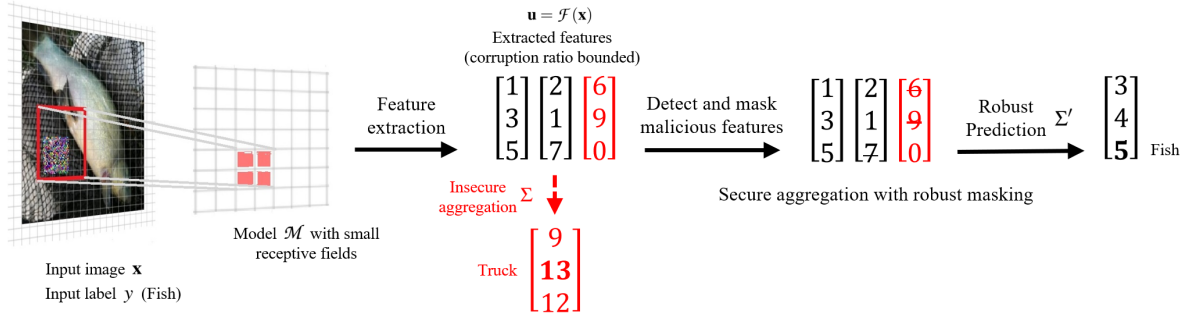 𝐮 = ℱ(𝐱)
Extracted features
(corruption ratio bounded)
Feature
extraction
1 2 6
3 1 9
5 7 0
Detect and mask
malicious features
1 2 6
3 1 9
5 7 0
Robust
Prediction Σ′
3
4
5 Fish
Insecure
aggregation Σ
Secure aggregation with robust masking
Model ℳ with small
receptive fields
9
Truck 13
12
Input image 𝐱
Input label y (Fish)